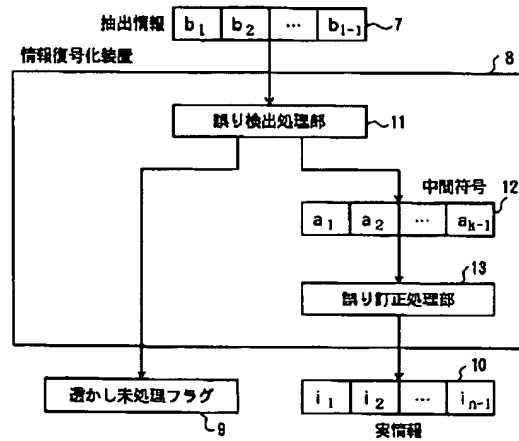 抽出情報 b1 b2 … bl-1 7
情報復号化装置 8
誤り検出処理部 11
中間符号 12
a1 a2 … ak-1
13
誤り訂正処理部
10
透かし未処理フラグ i1 i2 … in-1
9 実情報